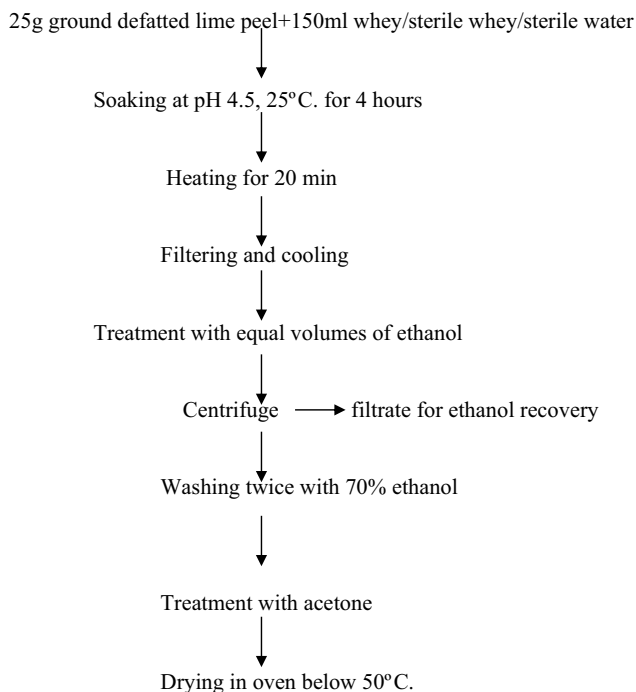 25g ground defatted lime peel+150ml whey/sterile whey/sterile water
Soaking at pH 4.5, 25°C. for 4 hours
Heating for 20 min
Filtering and cooling
Treatment with equal volumes of ethanol
Centrifuge filtrate for ethanol recovery
Washing twice with 70% ethanol
Treatment with acetone
Drying in oven below 50°C.